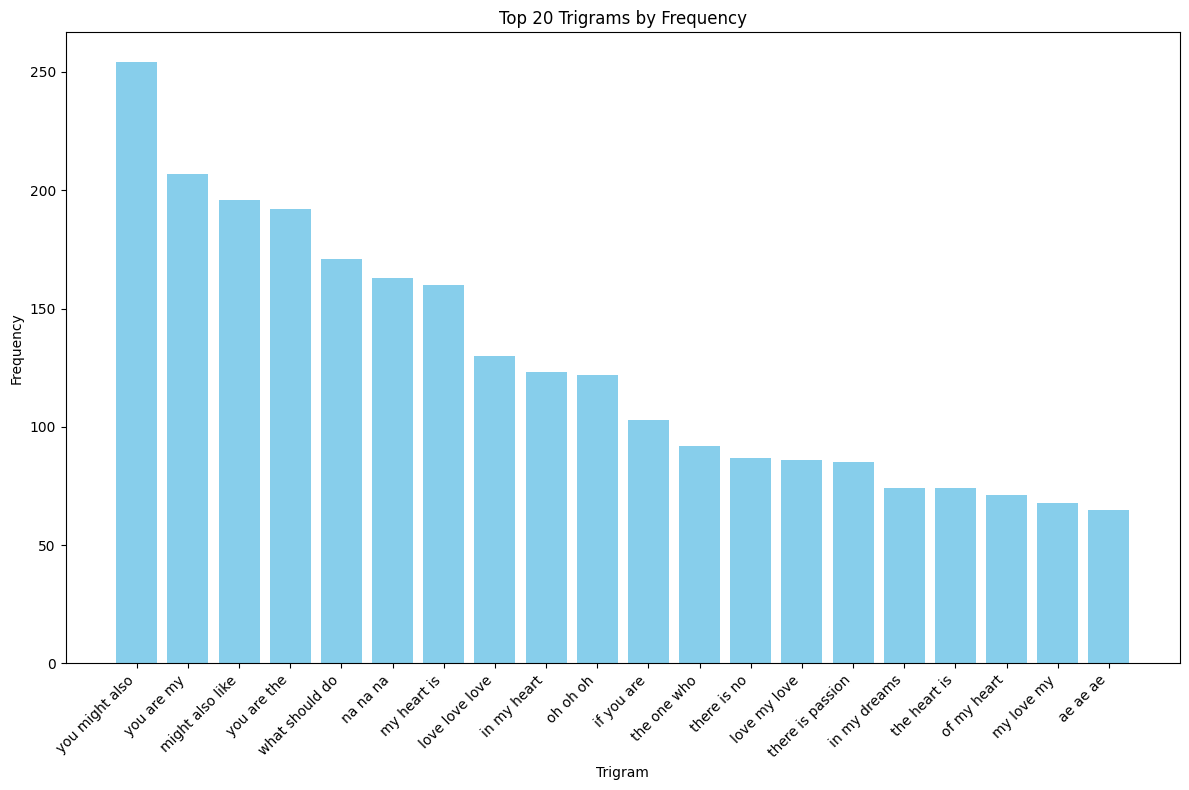 Top 20 Trigrams by Frequency
Frequency
250
200
150
100
50
0
you might also
you are my
might also like
you are the
what should do
na na na
my heart is
love love love
in my heart
oh oh oh
if you are
the one who
there is no
love my love
there is passion
in my dreams
the heart is
of my heart
my love my
ae ae ae
Trigram